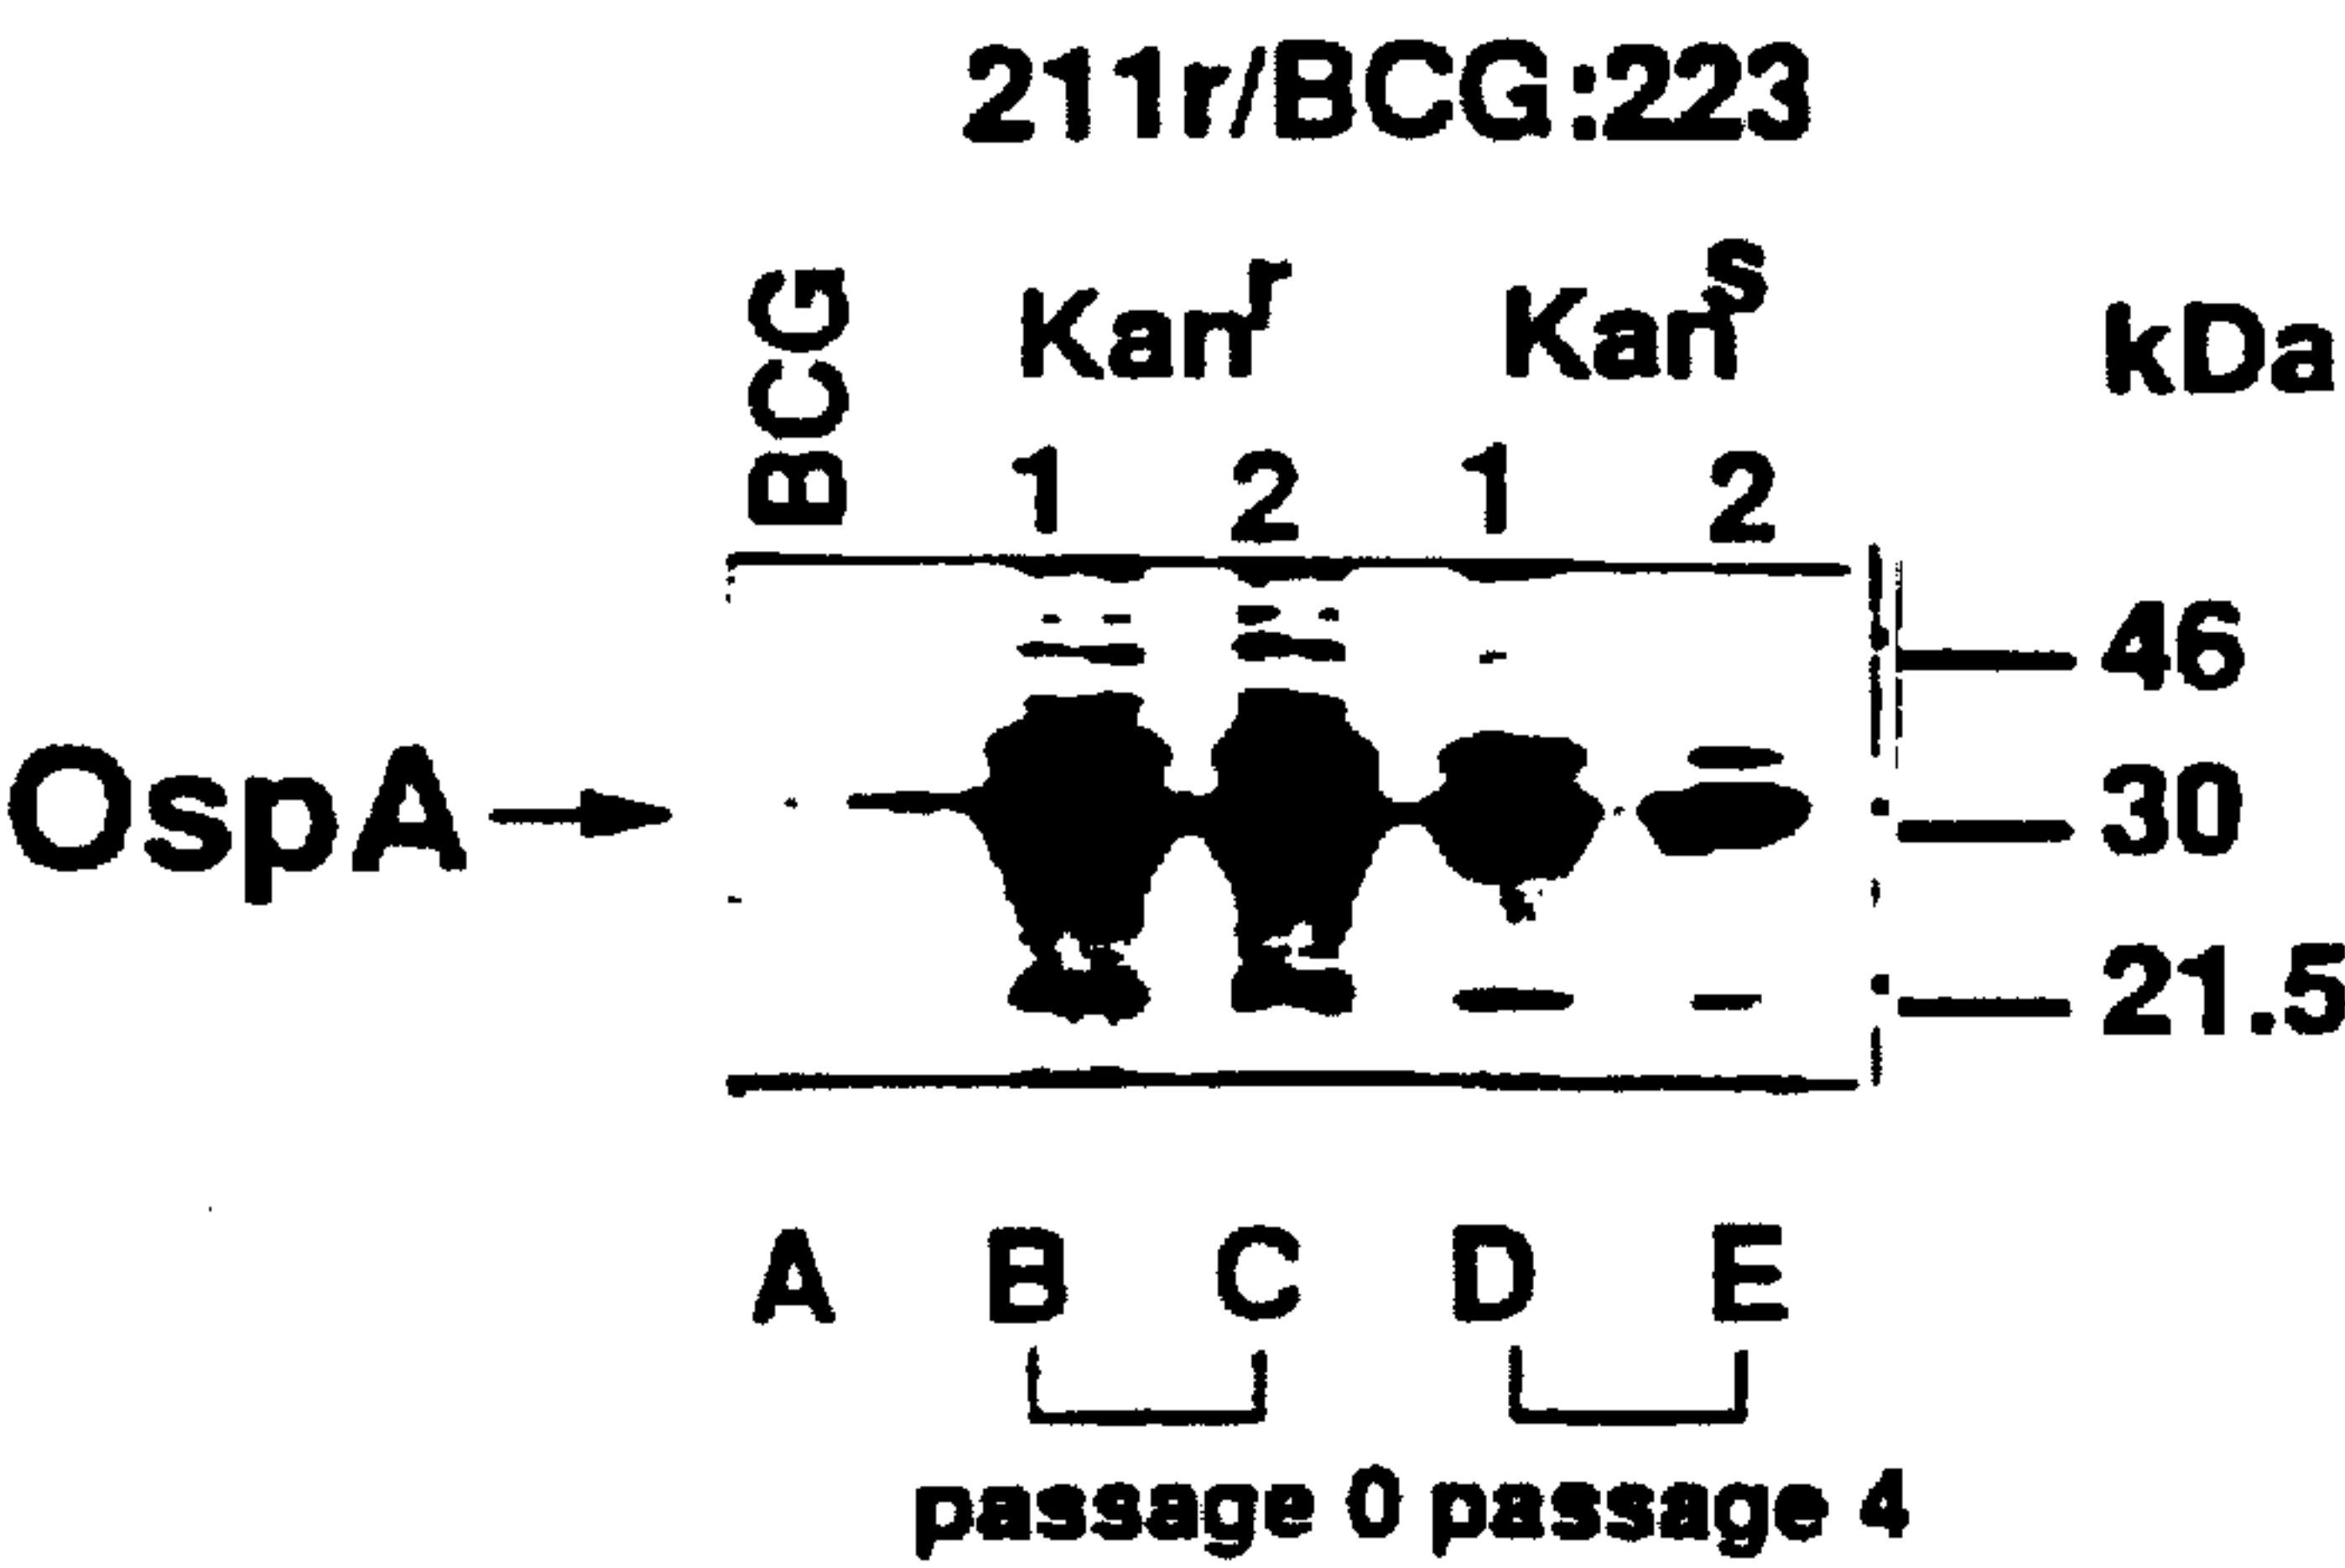 211r/BCG:223
BCG
Kanr
Kans
kDa
1 2 1 2
46
OspA
30
21.5
A B C D E
passage 0 passage 4